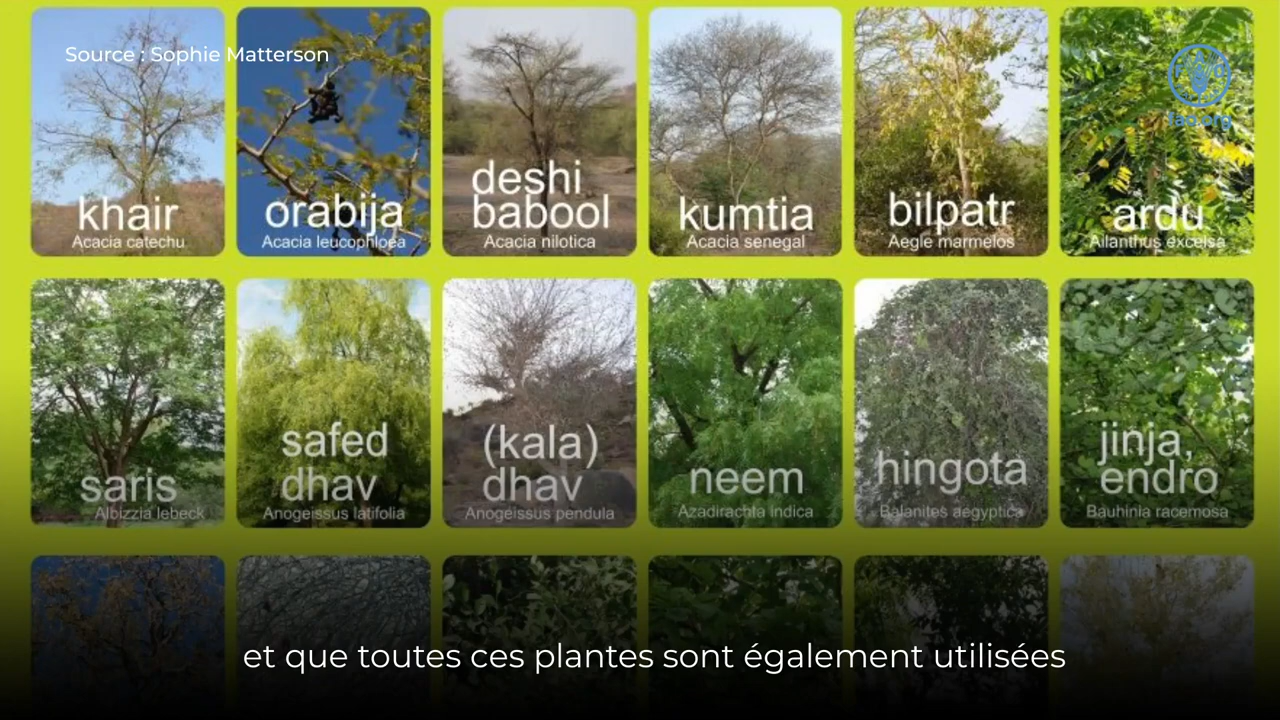 Source : Sophie Matterson
fao.org
khair
Acacia catechu
orabija
Acacia leucophloea
deshi
babool
Acacia nilotica
kumtia
Acacia senegal
bilpatr
Aegle marmelos
ardu
Ailanthus excelsa
saris
Albizzia lebeck
safed
dhav
Anogeissus latifolia
(kala)
dhav
Anogeissus pendula
neem
Azadirachta indica
hingota
Balanites aegyptica
jinja,
endro
Bauhinia racemosa
et que toutes ces plantes sont également utilisées